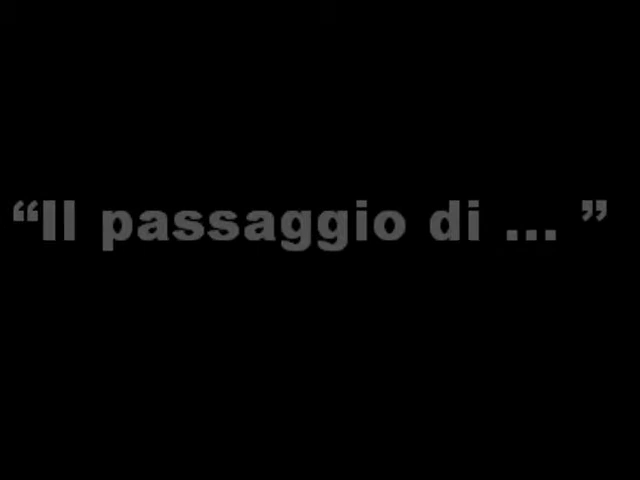 “Il passaggio di ... ”